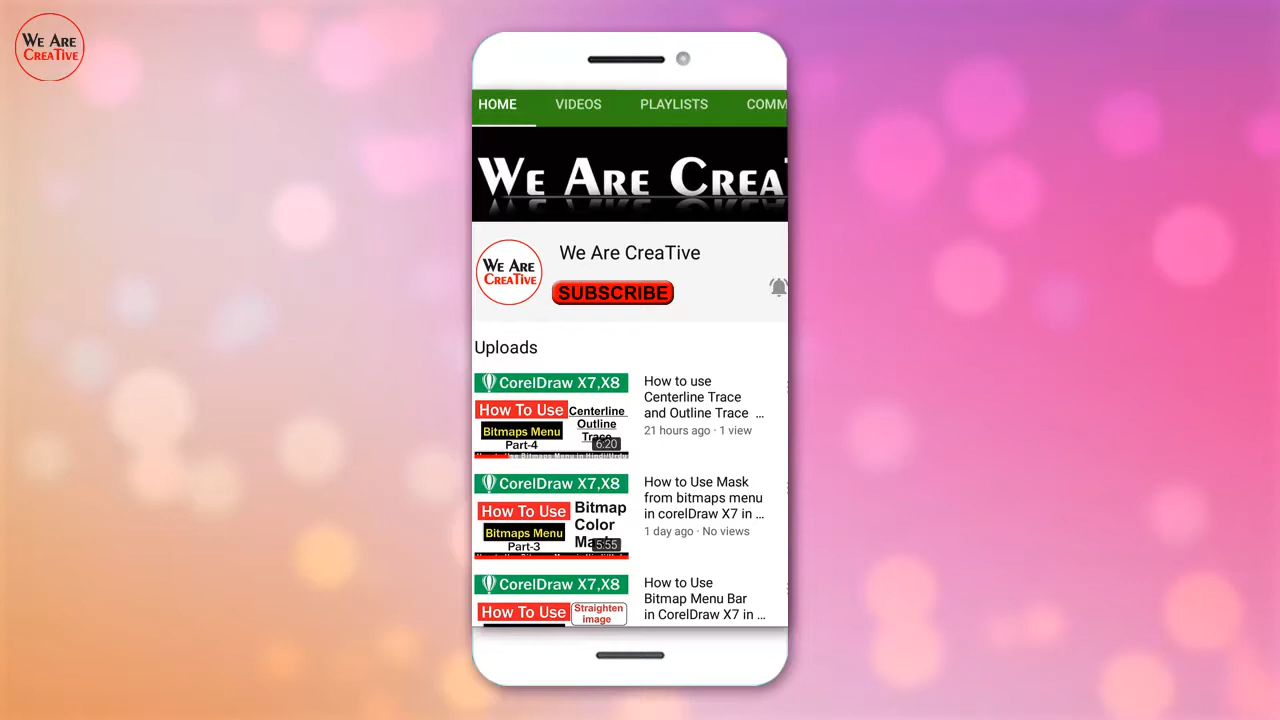 We Are
CreaTive
HOME VIDEOS PLAYLISTS COMM
We Are Crea
We Are
CreaTive
We Are CreaTive
SUBSCRIBE
Uploads
CorelDraw X7,X8
How To Use
Bitmaps Menu
Part-4
Centerline
Outline
Trace
6:20
How to use
Centerline Trace
and Outline Trace ...
21 hours ago · 1 view
CorelDraw X7,X8
How To Use
Bitmaps Menu
Part-3
Bitmap
Color
Mask
5:55
How to Use Mask
from bitmaps menu
in corelDraw X7 in ...
1 day ago · No views
CorelDraw X7,X8
How To Use
Straighten
image
How to Use
Bitmap Menu Bar
in CorelDraw X7 in ...